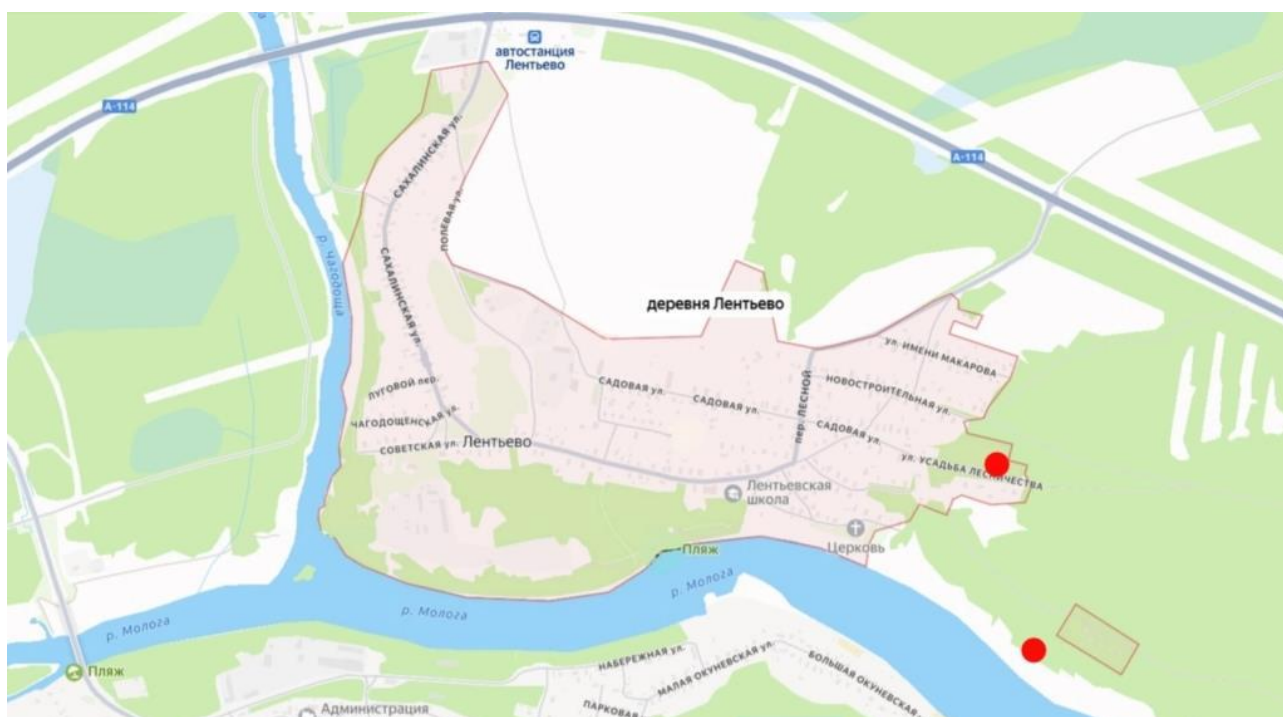 автостанция
Лентьево
А-114
А-114
САХАЛИНСКАЯ ул.
ПОЛЕВАЯ ул.
р. Чагодоща
САХАЛИНСКАЯ ул.
деревня Лентьево
ул. ИМЕНИ МАКАРОВА
ЛУГОВОЙ пер.
САДОВАЯ ул.
САДОВАЯ ул.
пер. ЛЕСНОЙ
НОВОСТРОИТЕЛЬНАЯ ул.
ЧАГОДОЩЕНСКАЯ ул.
САДОВАЯ ул.
СОВЕТСКАЯ ул.
Лентьево
ул. УСАДЬБА ЛЕСНИЧЕСТВА
Лентьевская
школа
Церковь
Пляж
р. Молога
р. Молога
р. Молога
Пляж
НАБЕРЕЖНАЯ ул.
МАЛАЯ ОКУНЕВСКАЯ ул.
БОЛЬШАЯ ОКУНЕВСКАЯ
ПАРКОВАЯ
Администрация